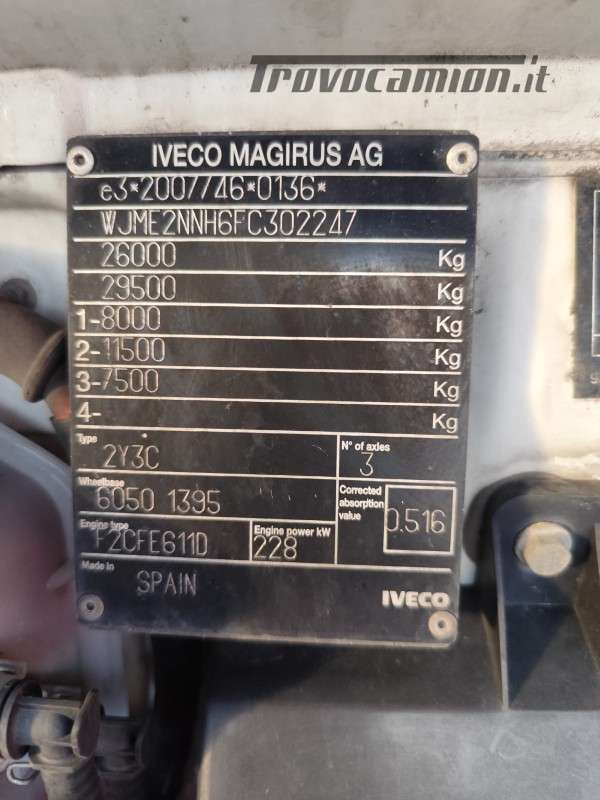 Trovocamion.it
IVECO MAGIRUS AG
e3*2007/46*0136*
WJME2NNH6FC302247
26000 Kg
29500 Kg
1-8000 Kg
2-11500 Kg
3-7500 Kg
4- Kg
Type 2Y3C
N° of axles 3
Wheelbase 6050 1395
Corrected absorption value 0.516
Engine type F2CFE611D
Engine power kW 228
Made in SPAIN
IVECO